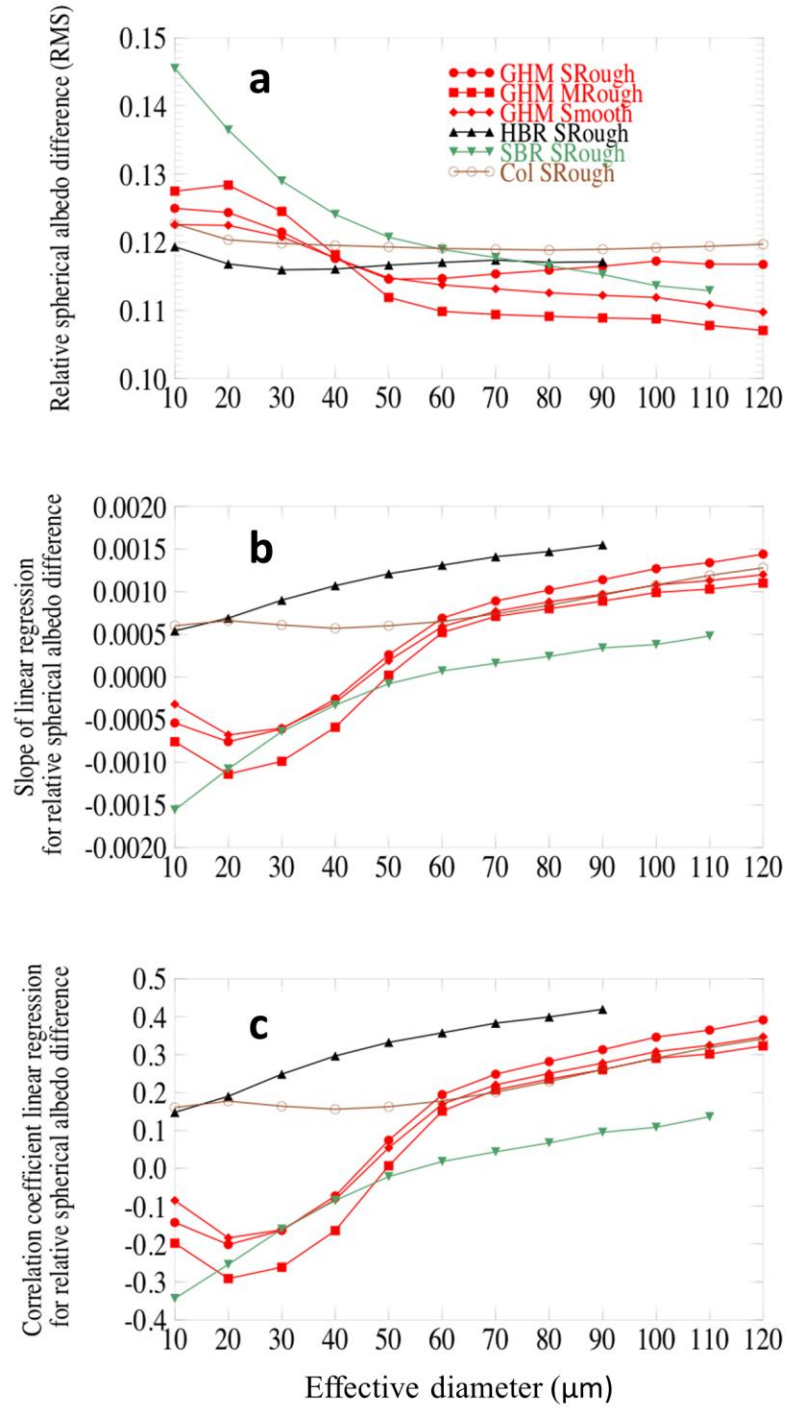 Relative spherical albedo difference (RMS)
0.15
0.14
0.13
0.12
0.11
0.10
a
GHM SRough
GHM MRough
GHM Smooth
HBR SRough
SBR SRough
Col SRough
10 20 30 40 50 60 70 80 90 100 110 120
Slope of linear regression
for relative spherical albedo difference
0.0020
0.0015
0.0010
0.0005
0.0000
-0.0005
-0.0010
-0.0015
-0.0020
b
10 20 30 40 50 60 70 80 90 100 110 120
Correlation coefficient linear regression
for relative spherical albedo difference
0.5
0.4
0.3
0.2
0.1
0.0
-0.1
-0.2
-0.3
-0.4
c
10 20 30 40 50 60 70 80 90 100 110 120
Effective diameter (μm)